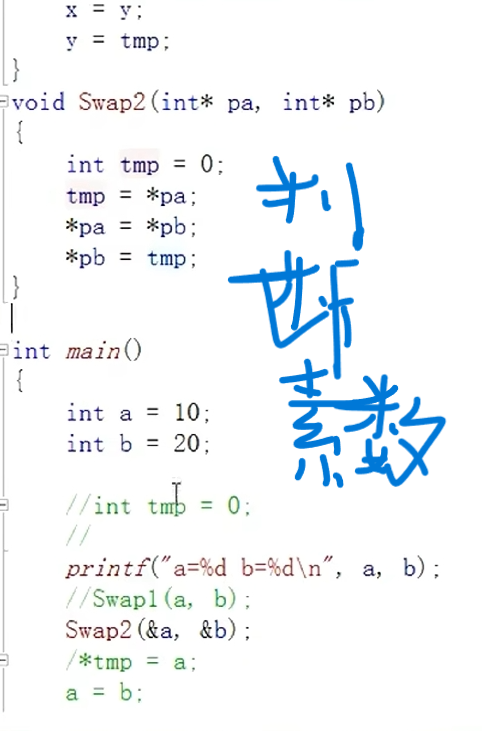 x = y;
y = tmp;
}
void Swap2(int* pa, int* pb)
{
int tmp = 0;
tmp = *pa;
*pa = *pb;
*pb = tmp;
}
判
断
素数
int main()
{
int a = 10;
int b = 20;
//int tmp = 0;
//
printf("a=%d b=%d\n", a, b);
//Swap1(a, b);
Swap2(&a, &b);
/*tmp = a;
a = b;